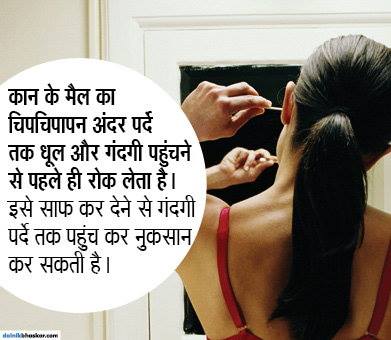 कान के मैल का
चिपचिपापन अंदर पर्दे
तक धूल और गंदगी पहुंचने
से पहले ही रोक लेता है।
इसे साफ कर देने से गंदगी
पर्दे तक पहुंच कर नुकसान
कर सकती है।
dainikbhaskar.com